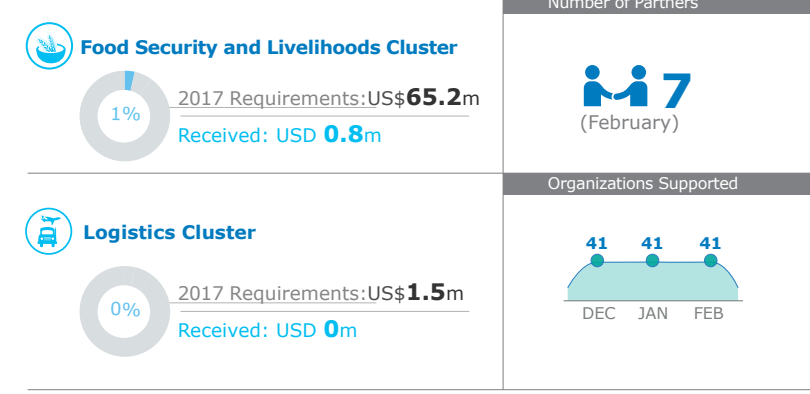 Number of Partners
Food Security and Livelihoods Cluster
1%
2017 Requirements:US$65.2m
Received: USD 0.8m
7
(February)
Organizations Supported
Logistics Cluster
0%
2017 Requirements:US$1.5m
Received: USD 0m
41 41 41
DEC JAN FEB